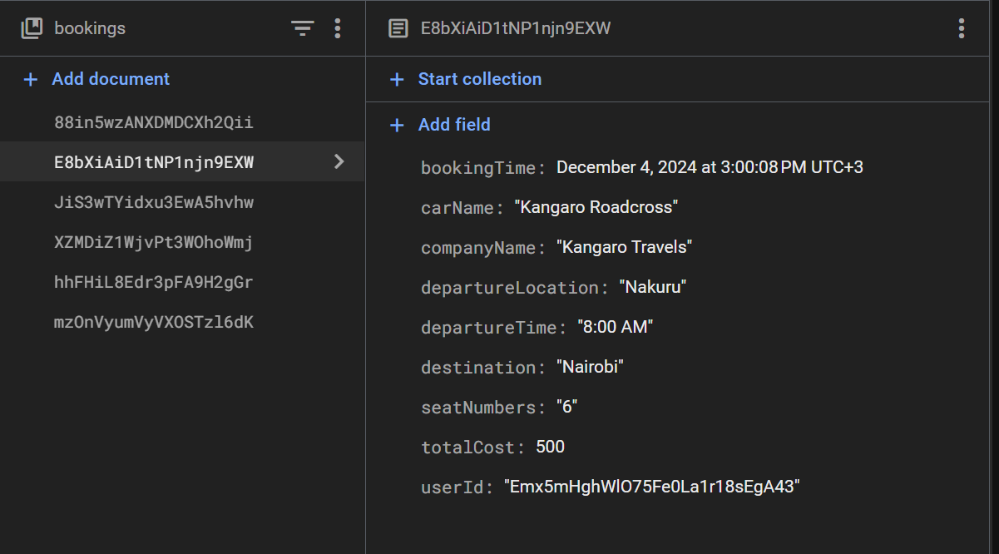 bookings
Add document
88in5wzANXDMDCXh2Qii
E8bXiAiD1tNP1njn9EXW
JiS3wTYidxu3EwA5hvhw
XZMDiZ1WjvPt3WOhoWmj
hhFHiL8Edr3pFA9H2gGr
mzOnVyumVyVXOSTzl6dK
E8bXiAiD1tNP1njn9EXW
Start collection
Add field
bookingTime: December 4, 2024 at 3:00:08 PM UTC+3
carName: "Kangaro Roadcross"
companyName: "Kangaro Travels"
departureLocation: "Nakuru"
departureTime: "8:00 AM"
destination: "Nairobi"
seatNumbers: "6"
totalCost: 500
userId: "Emx5mHghWlO75Fe0La1r18sEgA43"